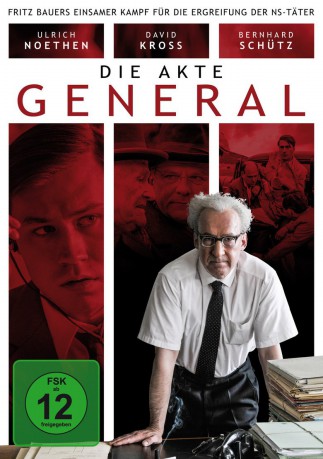 FRITZ BAUERS EINSAMER KAMPF FÜR DIE ERGREIFUNG DER NS-TÄTER
ULRICH NOETHEN
DAVID KROSS
BERNHARD SCHÜTZ
DIE AKTE
GENERAL
FSK
ab
12
freigegeben